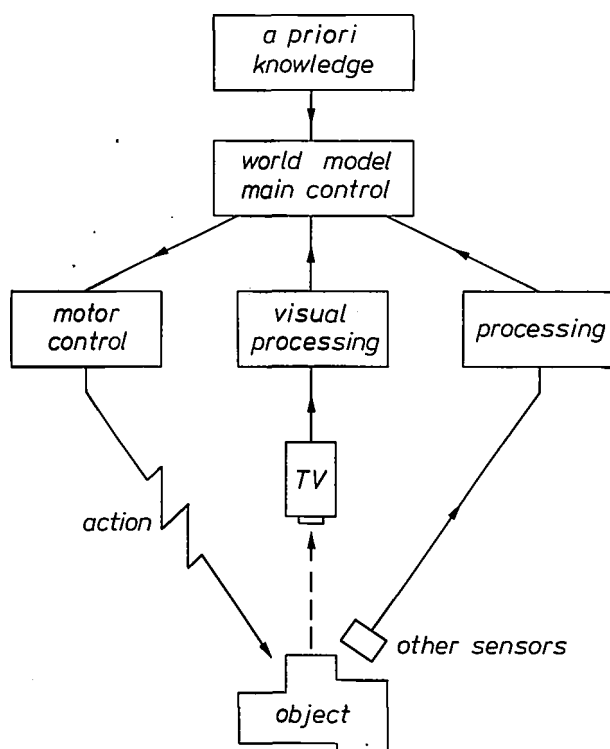 a priori
knowledge
world model
main control
motor
control
visual
processing
processing
TV
action
other sensors
object